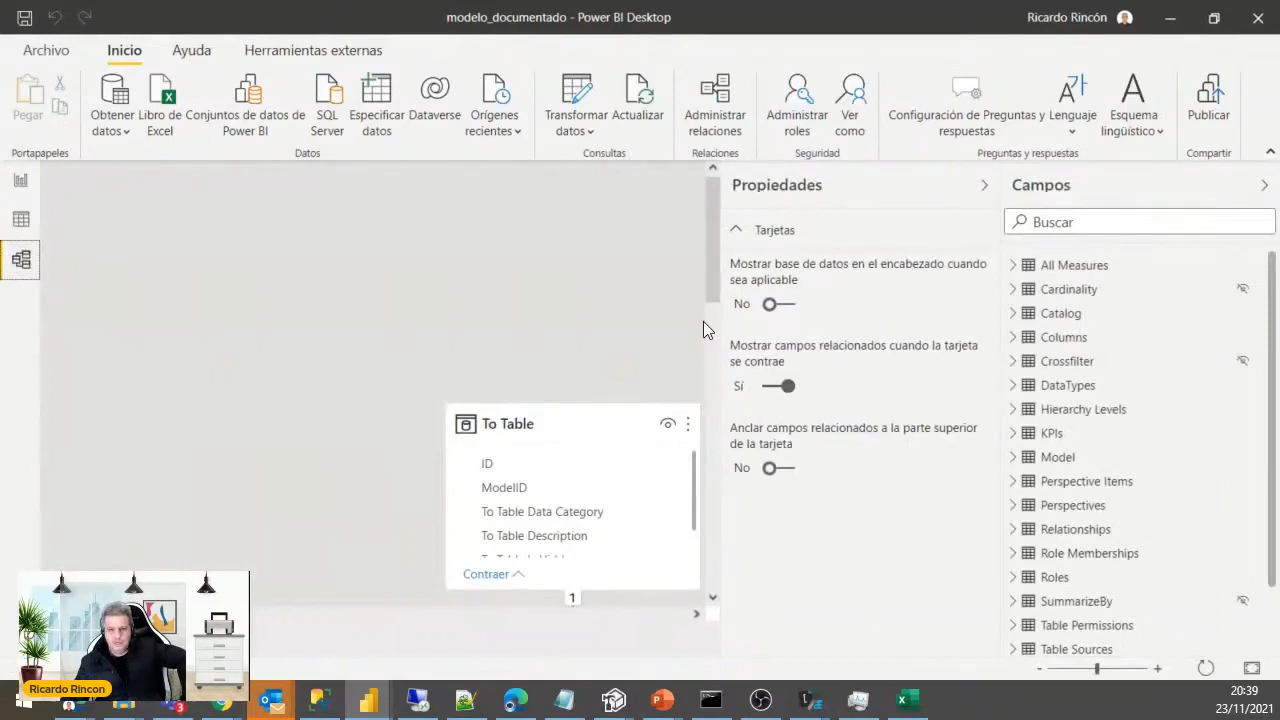 modelo_documentado - Power BI Desktop
Ricardo Rincón
Archivo
Inicio
Ayuda
Herramientas externas
Pegar
Obtener datos
Libro de Excel
Conjuntos de datos de Power BI
SQL Server
Especificar datos
Dataverse
Orígenes recientes
Transformar datos
Actualizar
Administrar relaciones
Administrar roles
Ver como
Configuración de Preguntas y respuestas
Lenguaje
Esquema lingüístico
Publicar
Portapapeles
Datos
Consultas
Relaciones
Seguridad
Preguntas y respuestas
Compartir
Propiedades
Tarjetas
Mostrar base de datos en el encabezado cuando
sea aplicable
No
Mostrar campos relacionados cuando la tarjeta
se contrae
Sí
Anclar campos relacionados a la parte superior
de la tarjeta
No
Campos
Buscar
All Measures
Cardinality
Catalog
Columns
Crossfilter
DataTypes
Hierarchy Levels
KPIs
Model
Perspective Items
Perspectives
Relationships
Role Memberships
Roles
SummarizeBy
Table Permissions
Table Sources
To Table
ID
ModelID
To Table Data Category
To Table Description
Contraer
1
- +
Ricardo Rincon
3
20:39
23/11/2021